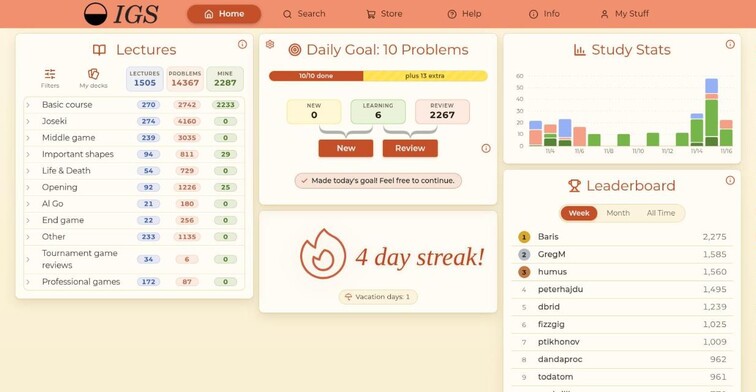 IGS
Home
Search
Store
Help
Info
My Stuff
Lectures
Filters
My decks
LECTURES
1505
PROBLEMS
14367
MINE
2287
Basic course 270 2742 2233
Joseki 274 4160 0
Middle game 239 3035 0
Important shapes 94 811 29
Life & Death 54 729 0
Opening 92 1226 25
AI Go 21 180 0
End game 22 256 0
Other 233 1135 0
Tournament game
reviews 34 6 0
Professional games 172 87 0
Daily Goal: 10 Problems
10/10 done
plus 13 extra
NEW
0
LEARNING
6
REVIEW
2267
New
Review
Made today's goal! Feel free to continue.
4 day streak!
Vacation days: 1
Study Stats
60
50
40
30
20
10
0
11/4 11/6 11/8 11/10 11/12 11/14 11/16
Leaderboard
Week
Month
All Time
1 Baris 2,275
2 GregM 1,585
3 humus 1,560
4 peterhajdu 1,495
5 dbrid 1,239
6 fizzgig 1,025
7 ptikhonov 1,009
8 dandaproc 962
9 todatom 961